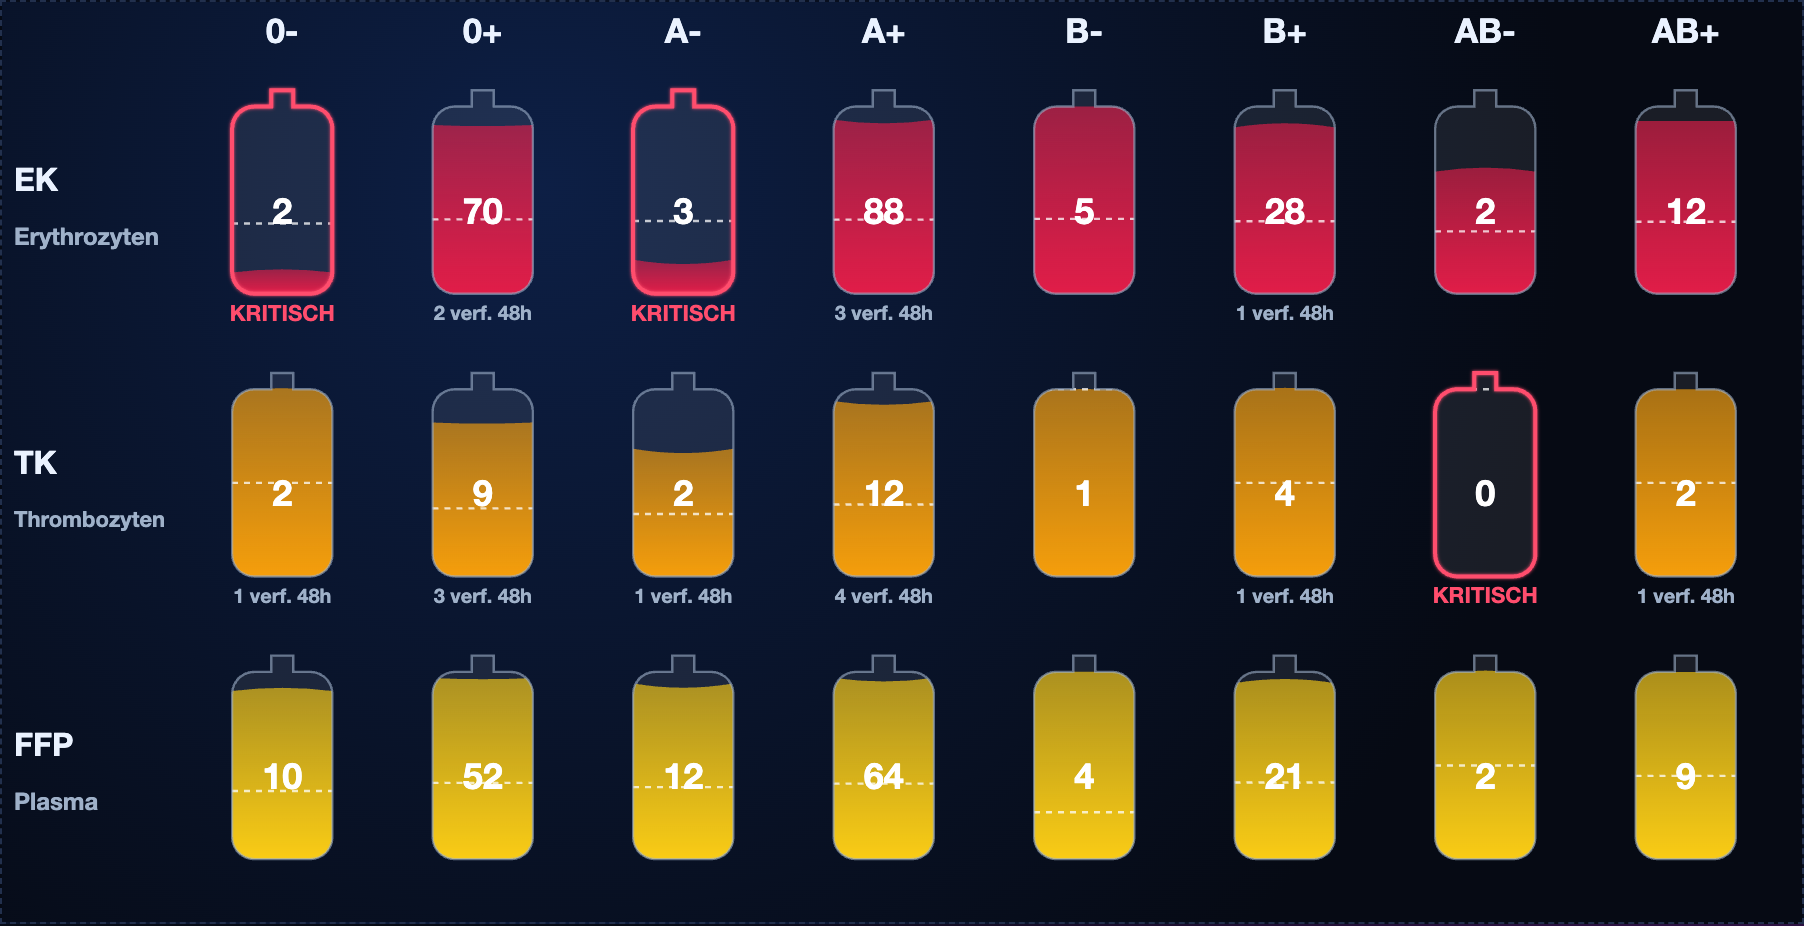 0- 0+ A- A+ B- B+ AB- AB+
EK 2 70 3 88 5 28 2 12
Erythrozyten
KRITISCH 2 verf. 48h KRITISCH 3 verf. 48h 1 verf. 48h
TK 2 9 2 12 1 4 0 2
Thrombozyten
1 verf. 48h 3 verf. 48h 1 verf. 48h 4 verf. 48h 1 verf. 48h KRITISCH 1 verf. 48h
FFP 10 52 12 64 4 21 2 9
Plasma